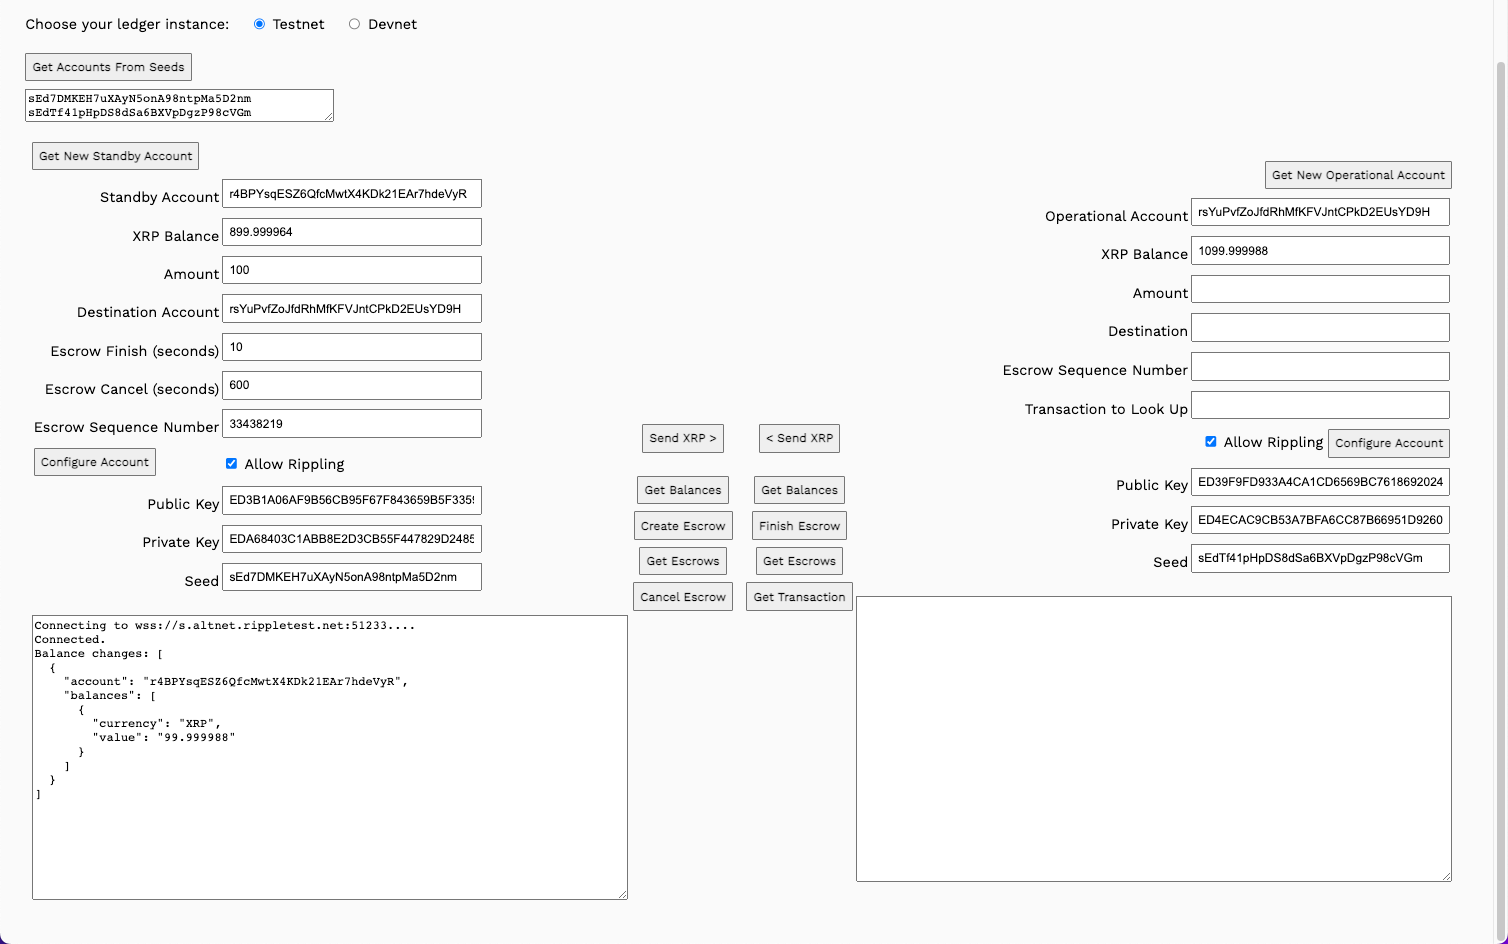 Choose your ledger instance: Testnet Devnet
Get Accounts From Seeds
sEd7DMKEH7uXAyN5onA98ntpMa5D2nm
sEdTf41pHpDS8dSa6BXVpDgzP98cVGm
Get New Standby Account
Standby Account r4BPYsqESZ6QfcMwtX4KDk21EAr7hdeVyR
XRP Balance 899.999964
Amount 100
Destination Account rsYuPvfZoJfdRhMfKFVJntCPkD2EUsYD9H
Escrow Finish (seconds) 10
Escrow Cancel (seconds) 600
Escrow Sequence Number 33438219
Configure Account Allow Rippling
Public Key ED3B1A06AF9B56CB95F67F843659B5F335
Private Key EDA68403C1ABB8E2D3CB55F447829D2485
Seed sEd7DMKEH7uXAyN5onA98ntpMa5D2nm
Send XRP > < Send XRP
Get Balances Get Balances
Create Escrow Finish Escrow
Get Escrows Get Escrows
Cancel Escrow Get Transaction
Get New Operational Account
Operational Account rsYuPvfZoJfdRhMfKFVJntCPkD2EUsYD9H
XRP Balance 1099.999988
Amount
Destination
Escrow Sequence Number
Transaction to Look Up
Allow Rippling Configure Account
Public Key ED39F9FD933A4CA1CD6569BC7618692024
Private Key ED4ECAC9CB53A7BFA6CC87B66951D9260
Seed sEdTf41pHpDS8dSa6BXVpDgzP98cVGm
Connecting to wss://s.altnet.rippletest.net:51233....
Connected.
Balance changes: [
{
"account": "r4BPYsqESZ6QfcMwtX4KDk21EAr7hdeVyR",
"balances": [
{
"currency": "XRP",
"value": "99.999988"
}
]
}
]